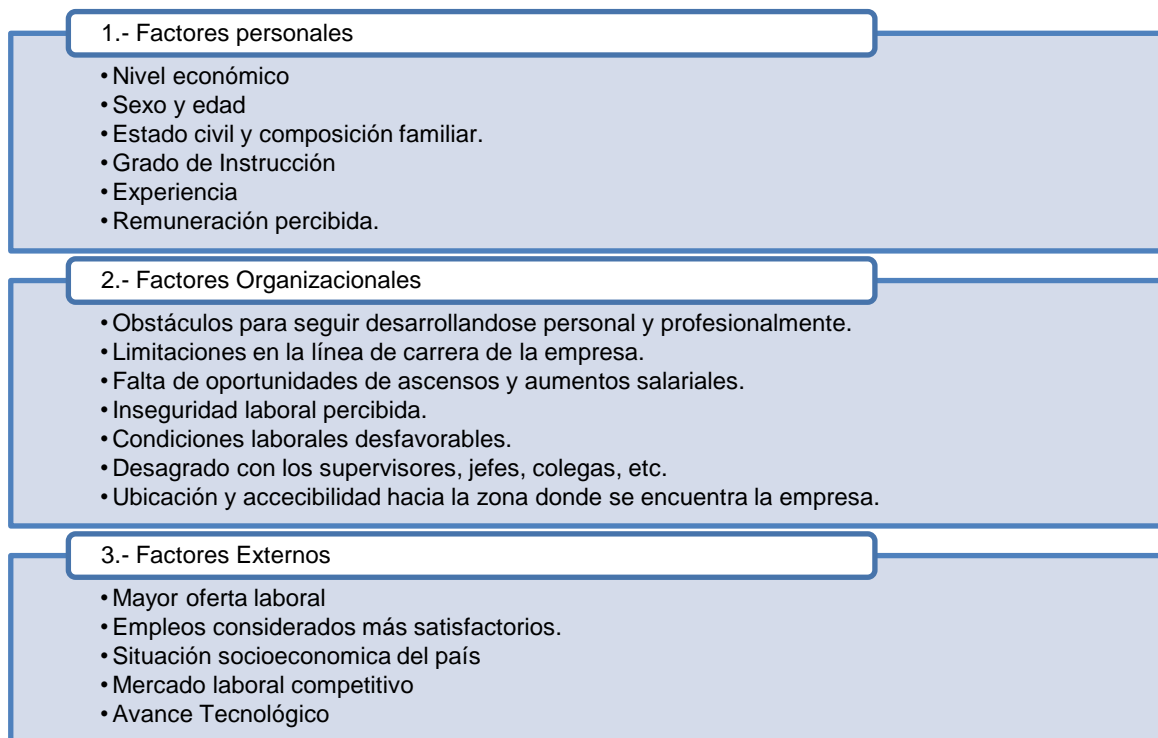 1.- Factores personales
• Nivel económico
• Sexo y edad
• Estado civil y composición familiar.
• Grado de Instrucción
• Experiencia
• Remuneración percibida.
2.- Factores Organizacionales
• Obstáculos para seguir desarrollandose personal y profesionalmente.
• Limitaciones en la línea de carrera de la empresa.
• Falta de oportunidades de ascensos y aumentos salariales.
• Inseguridad laboral percibida.
• Condiciones laborales desfavorables.
• Desagrado con los supervisores, jefes, colegas, etc.
• Ubicación y accecibilidad hacia la zona donde se encuentra la empresa.
3.- Factores Externos
• Mayor oferta laboral
• Empleos considerados más satisfactorios.
• Situación socioeconomica del país
• Mercado laboral competitivo
• Avance Tecnológico